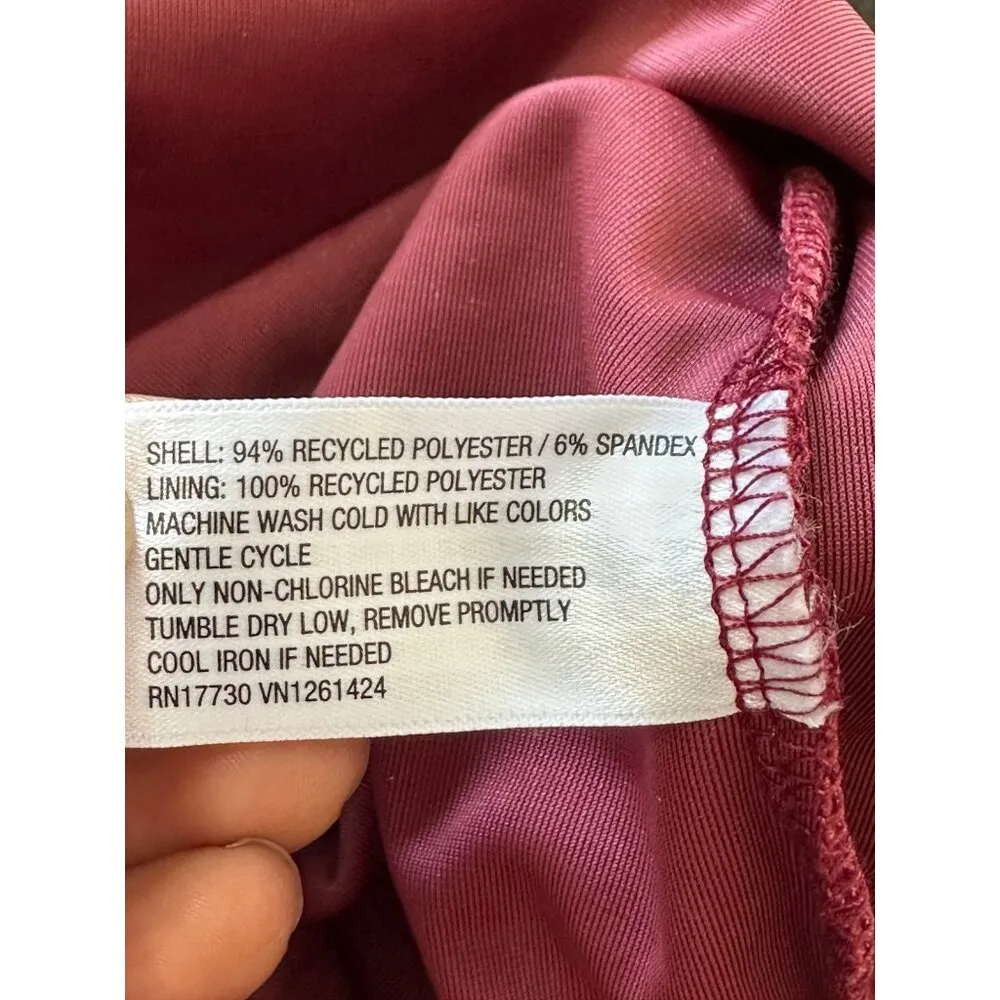 SHELL: 94% RECYCLED POLYESTER / 6% SPANDEX
LINING: 100% RECYCLED POLYESTER
MACHINE WASH COLD WITH LIKE COLORS
GENTLE CYCLE
ONLY NON-CHLORINE BLEACH IF NEEDED
TUMBLE DRY LOW, REMOVE PROMPTLY
COOL IRON IF NEEDED
RN17730 VN1261424